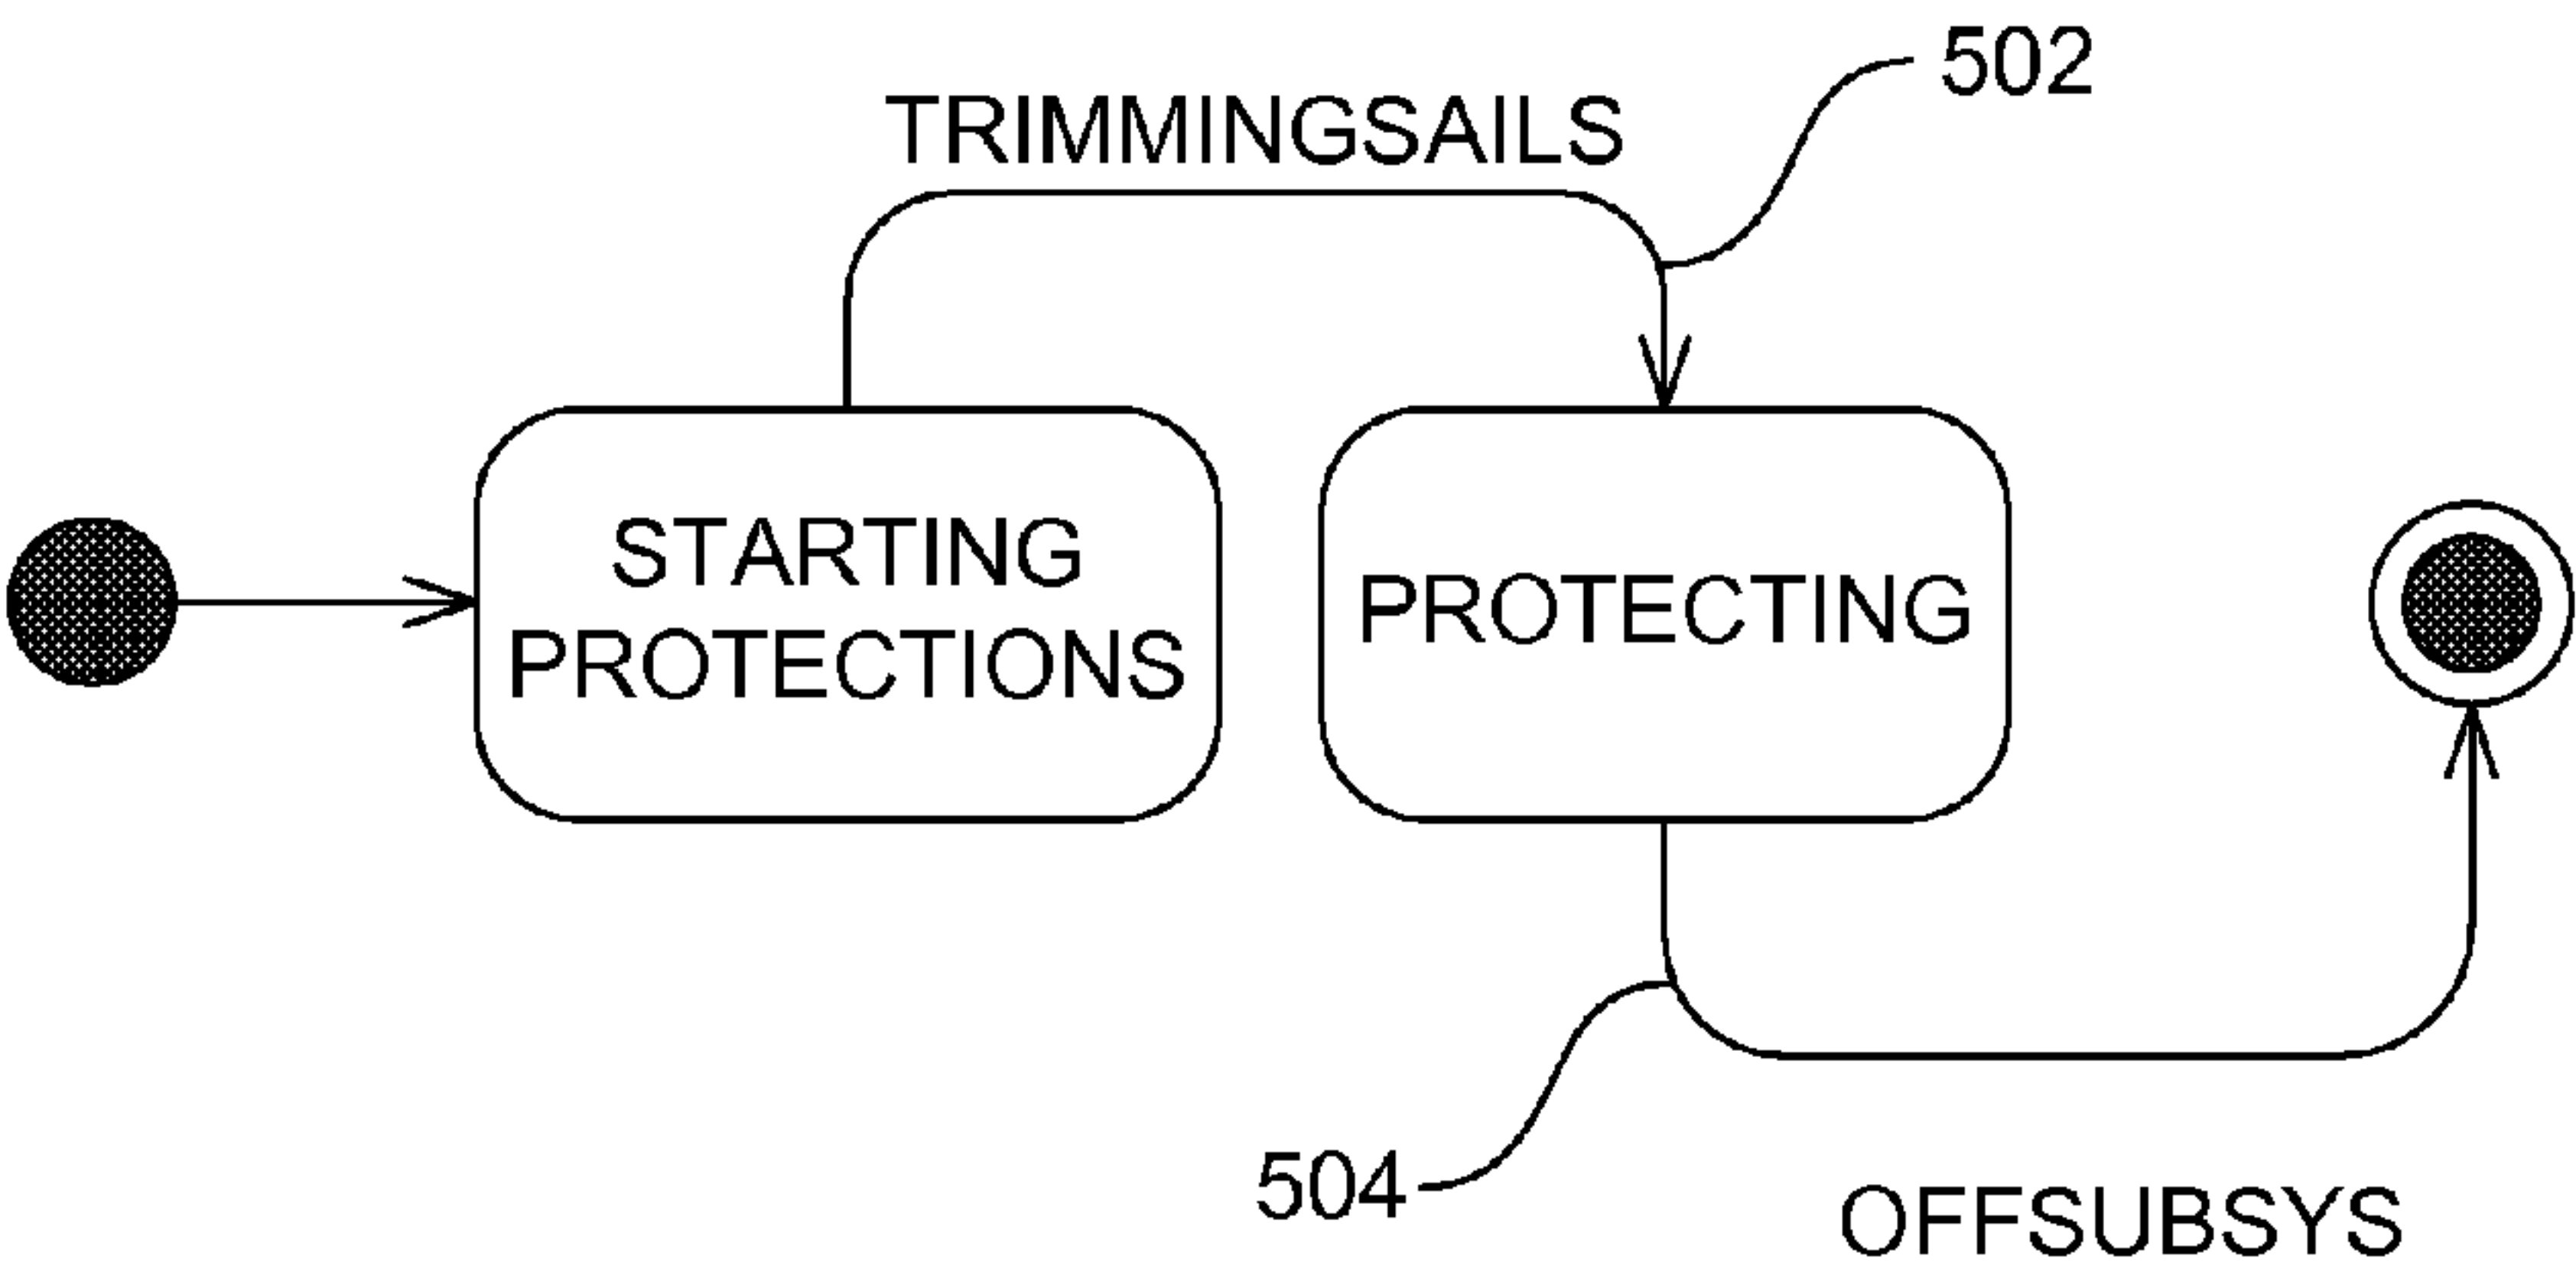 502
TRIMMINGSAILS
STARTING
PROTECTIONS
PROTECTING
504
OFFSUBSYS